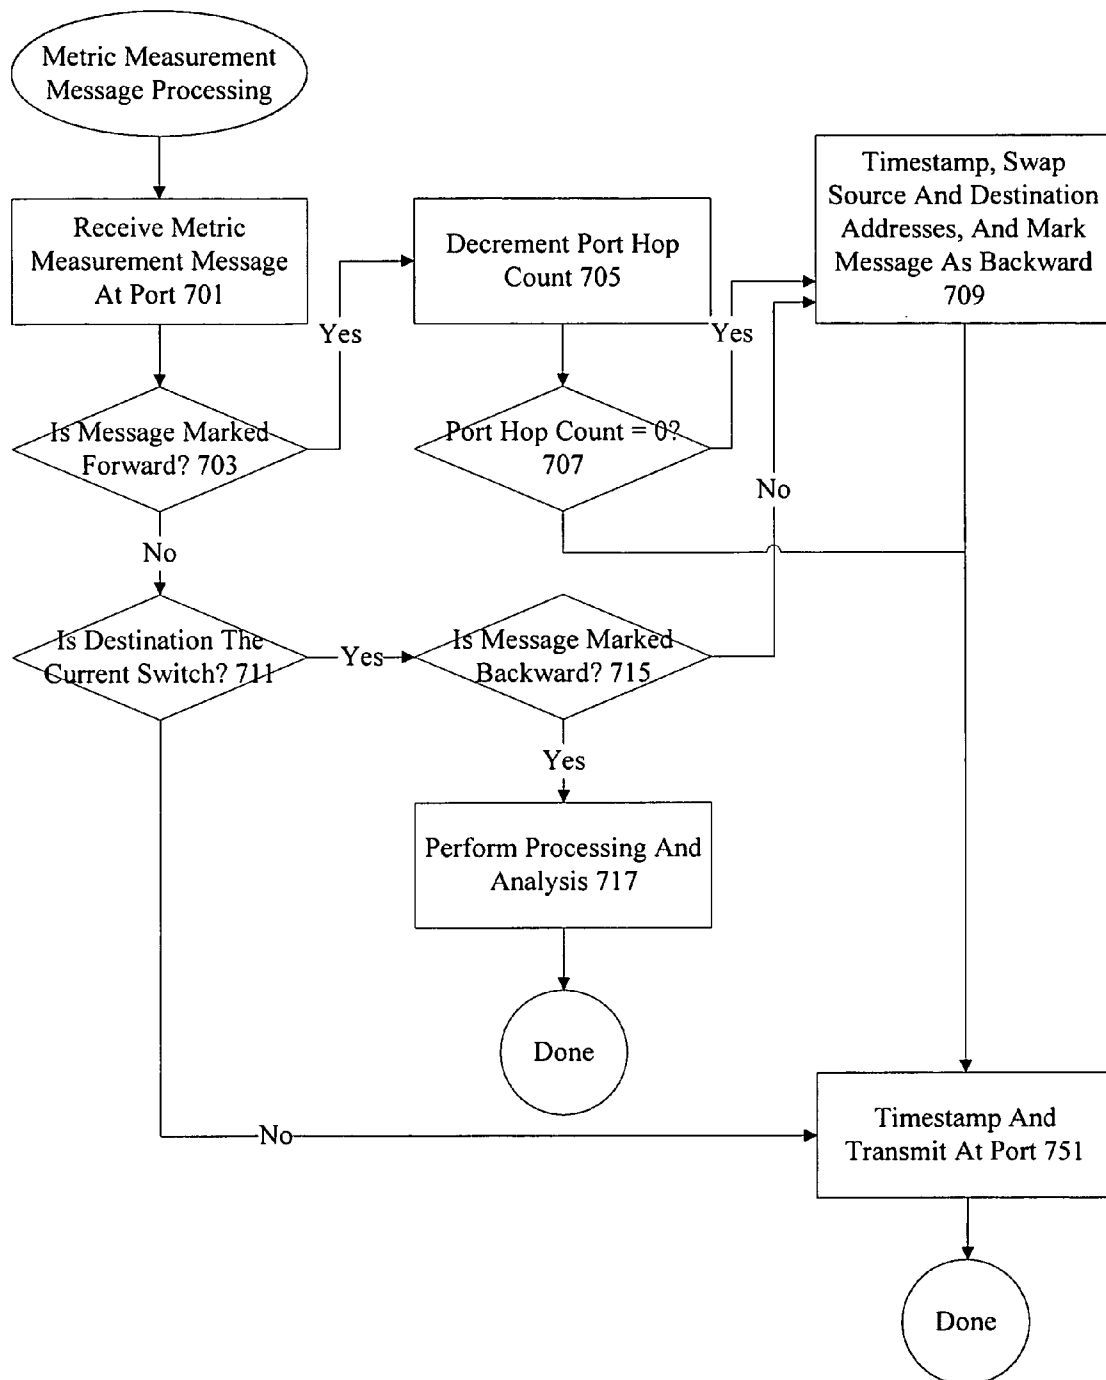 Metric Measurement
Message Processing
Receive Metric
Measurement Message
At Port 701
Yes
Decrement Port Hop
Count 705
Timestamp, Swap
Source And Destination
Addresses, And Mark
Message As Backward
709
Yes
Is Message Marked
Forward? 703
Port Hop Count = 0?
707
No
No
Is Destination The
Current Switch? 711
Yes
Is Message Marked
Backward? 715
Yes
Perform Processing And
Analysis 717
Done
No
Timestamp And
Transmit At Port 751
Done